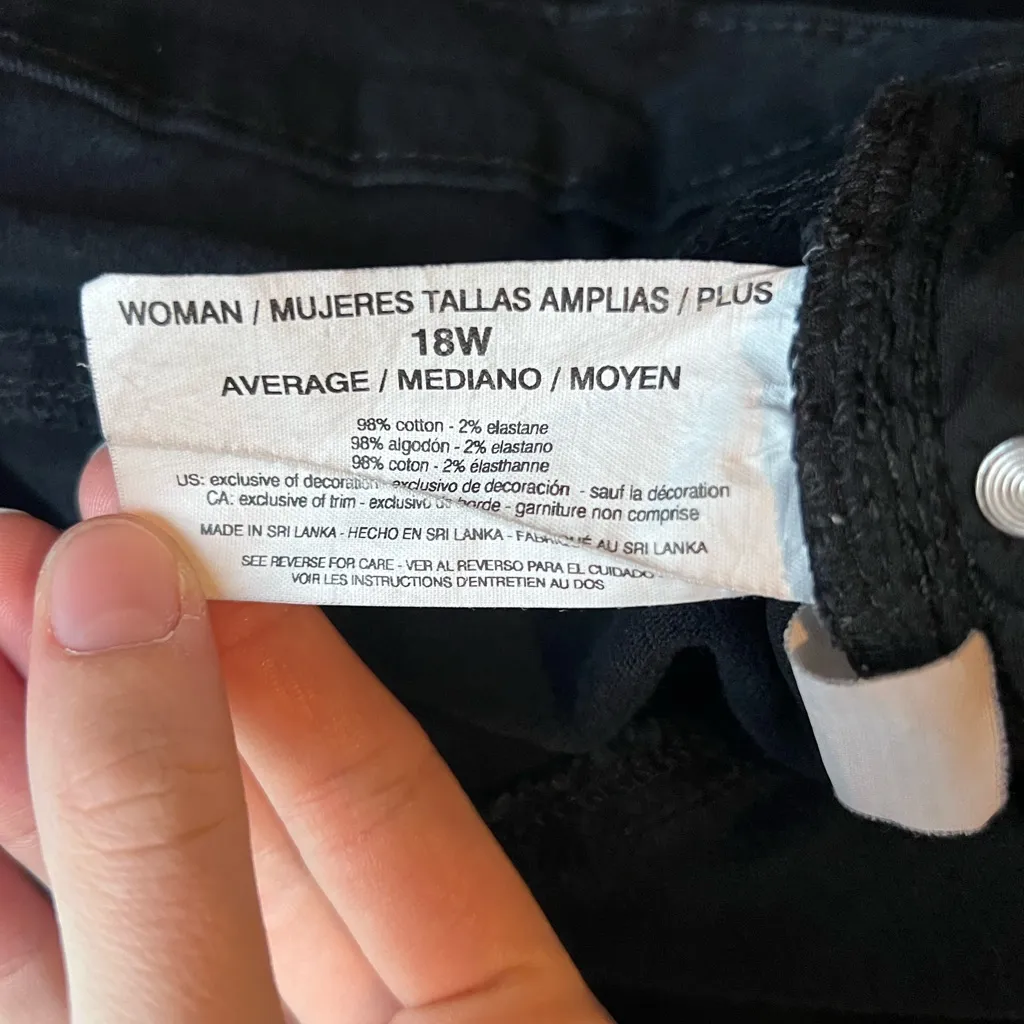 WOMAN / MUJERES TALLAS AMPLIAS / PLUS
18W
AVERAGE / MEDIANO / MOYEN
98% cotton - 2% elastane
98% algodón - 2% elastano
98% coton - 2% élasthanne
US: exclusive of decoration - exclusivo de decoración - sauf la décoration
CA: exclusive of trim - exclusivo de borde - garniture non comprise
MADE IN SRI LANKA - HECHO EN SRI LANKA - FABRIQUÉ AU SRI LANKA
SEE REVERSE FOR CARE - VER AL REVERSO PARA EL CUIDADO -
VOIR LES INSTRUCTIONS D'ENTRETIEN AU DOS